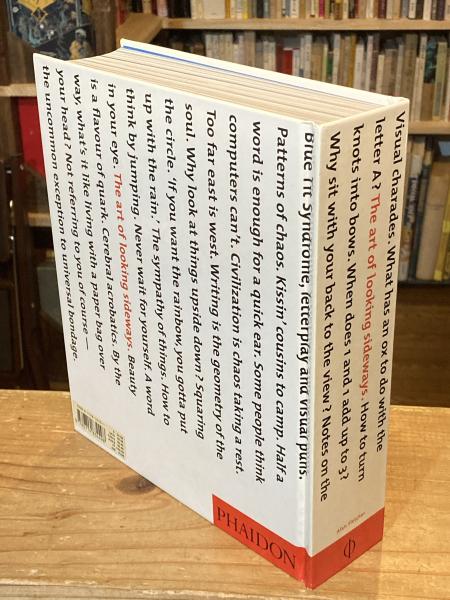 Visual charades. What has an ox to do with the
letter A? The art of looking sideways. How to turn
knots into bows. When does 1 and 1 add up to 3?
Why sit with your back to the view? Notes on the
Blue Tit Syndrome, letterplay and visual puns.
Patterns of chaos. Kissin' cousins to camp. Half a
word is enough for a quick ear. Some people think
computers can't. Civilization is chaos taking a rest.
Too far east is west. Writing is the geometry of the
soul. Why look at things upside down? Squaring
the circle. 'If you want the rainbow, you gotta put
up with the rain.' The sympathy of things. How to
think by jumping. Never wait for yourself. A word
in your eye. The art of looking sideways. Beauty
is a flavour of quark. Cerebral acrobatics. By the
way, what's it like living with a paper bag over
your head? Not referring to you of course —
the uncommon exception to universal bondage.
Alan Fletcher
PHAIDON